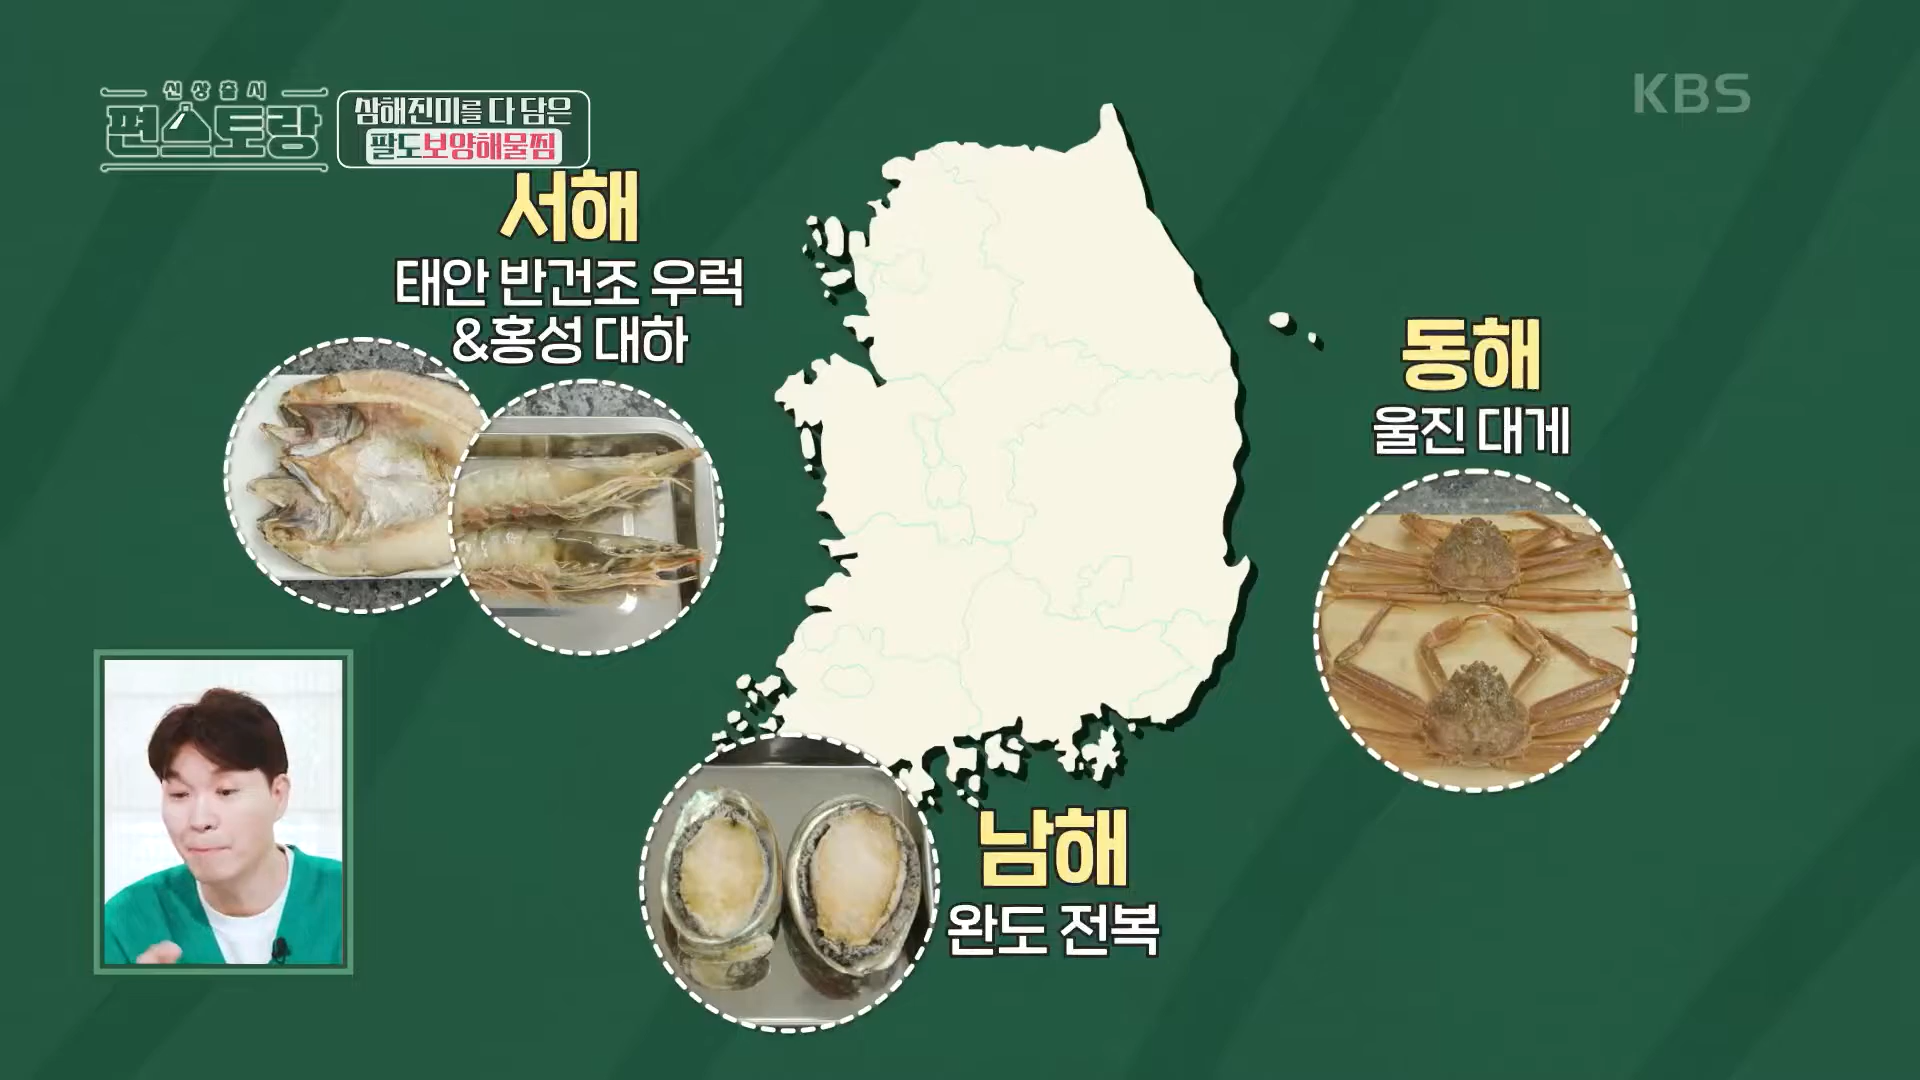 신상출시
편스토랑
삼해진미를 다 담은
팔도보양해물찜
KBS
서해
태안 반건조 우럭
&홍성 대하
동해
울진 대게
남해
완도 전복